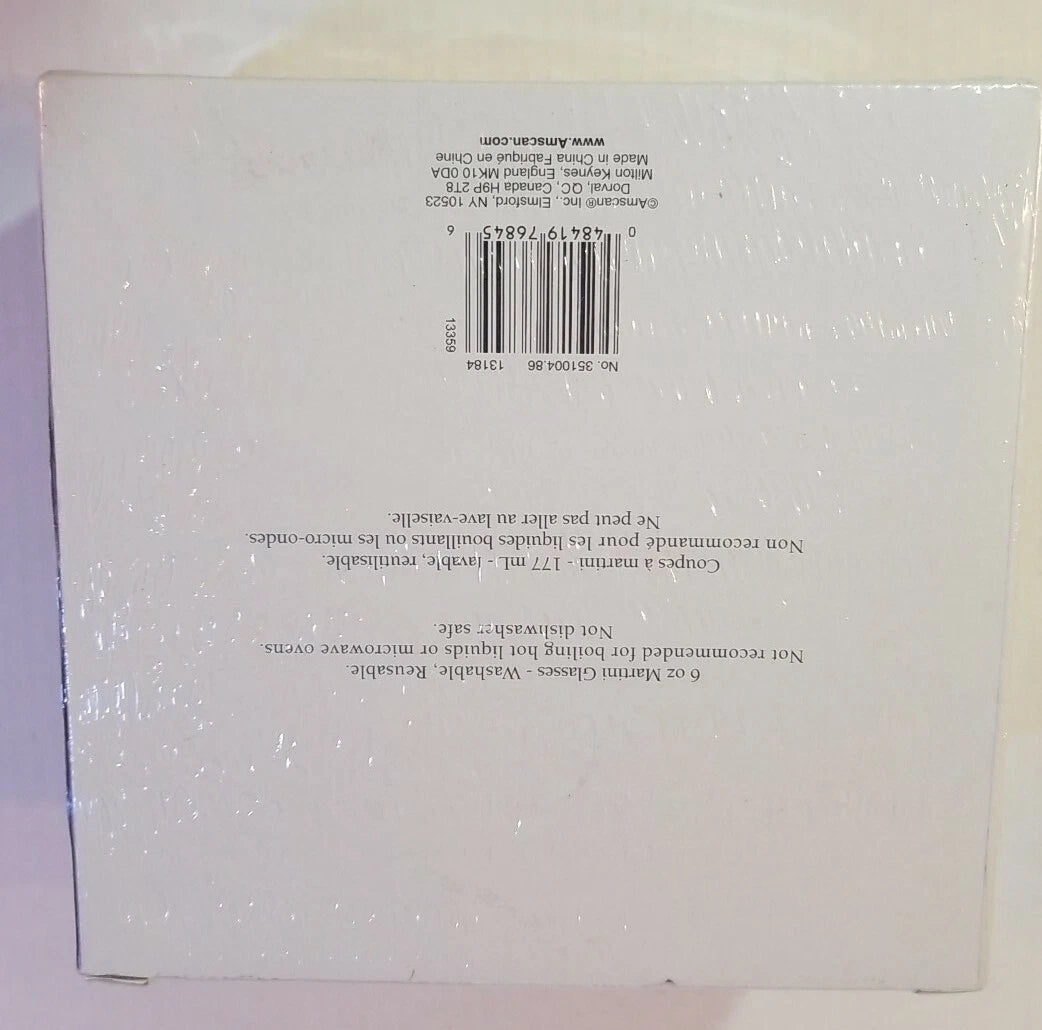 6 oz Martini Glasses - Washable, Reusable.
Not recommended for boiling hot liquids or microwave ovens.
Not dishwasher safe.
Coupes à martini - 177 mL - lavable, reutilisable.
Non recommandé pour les liquides bouillants ou les micro-ondes.
Ne peut pas aller au lave-vaiselle.
No. 351004.86 13184
13359
0 48419 76845 6
©Amscan® Inc., Elmsford, NY 10523
Dorval, QC, Canada H9P 2T8
Milton Keynes, England MK10 0DA
Made in China Fabriqué en Chine
www.Amscan.com